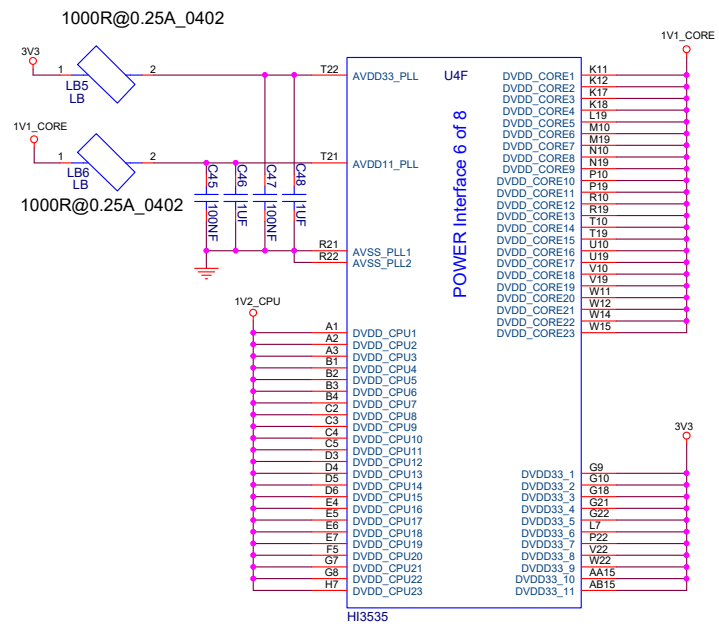 1000R@0.25A_0402
3V3
1
2
LB5
LB
T22
AVDD33_PLL
U4F
1V1_CORE
1V1_CORE
1
2
LB6
LB
1000R@0.25A_0402
T21
AVDD11_PLL
C45
100NF
C46
1UF
C47
100NF
C48
1UF
R21
AVSS_PLL1
R22
AVSS_PLL2
POWER Interface 6 of 8
DVDD_CORE1 K11
DVDD_CORE2 K12
DVDD_CORE3 K17
DVDD_CORE4 K18
DVDD_CORE5 L19
DVDD_CORE6 M10
DVDD_CORE7 M19
DVDD_CORE8 N10
DVDD_CORE9 N19
DVDD_CORE10 P10
DVDD_CORE11 P19
DVDD_CORE12 R10
DVDD_CORE13 R19
DVDD_CORE14 T10
DVDD_CORE15 T19
DVDD_CORE16 U10
DVDD_CORE17 U19
DVDD_CORE18 V10
DVDD_CORE19 V19
DVDD_CORE20 W11
DVDD_CORE21 W12
DVDD_CORE22 W14
DVDD_CORE23 W15
1V2_CPU
A1 DVDD_CPU1
A2 DVDD_CPU2
A3 DVDD_CPU3
B1 DVDD_CPU4
B2 DVDD_CPU5
B3 DVDD_CPU6
B4 DVDD_CPU7
C2 DVDD_CPU8
C3 DVDD_CPU9
C4 DVDD_CPU10
C5 DVDD_CPU11
D3 DVDD_CPU12
D4 DVDD_CPU13
D5 DVDD_CPU14
D6 DVDD_CPU15
E4 DVDD_CPU16
E5 DVDD_CPU17
E6 DVDD_CPU18
E7 DVDD_CPU19
F5 DVDD_CPU20
G7 DVDD_CPU21
G8 DVDD_CPU22
H7 DVDD_CPU23
3V3
DVDD33_1 G9
DVDD33_2 G10
DVDD33_3 G18
DVDD33_4 G21
DVDD33_5 G22
DVDD33_6 L7
DVDD33_7 P22
DVDD33_8 V22
DVDD33_9 W22
DVDD33_10 AA15
DVDD33_11 AB15
HI3535